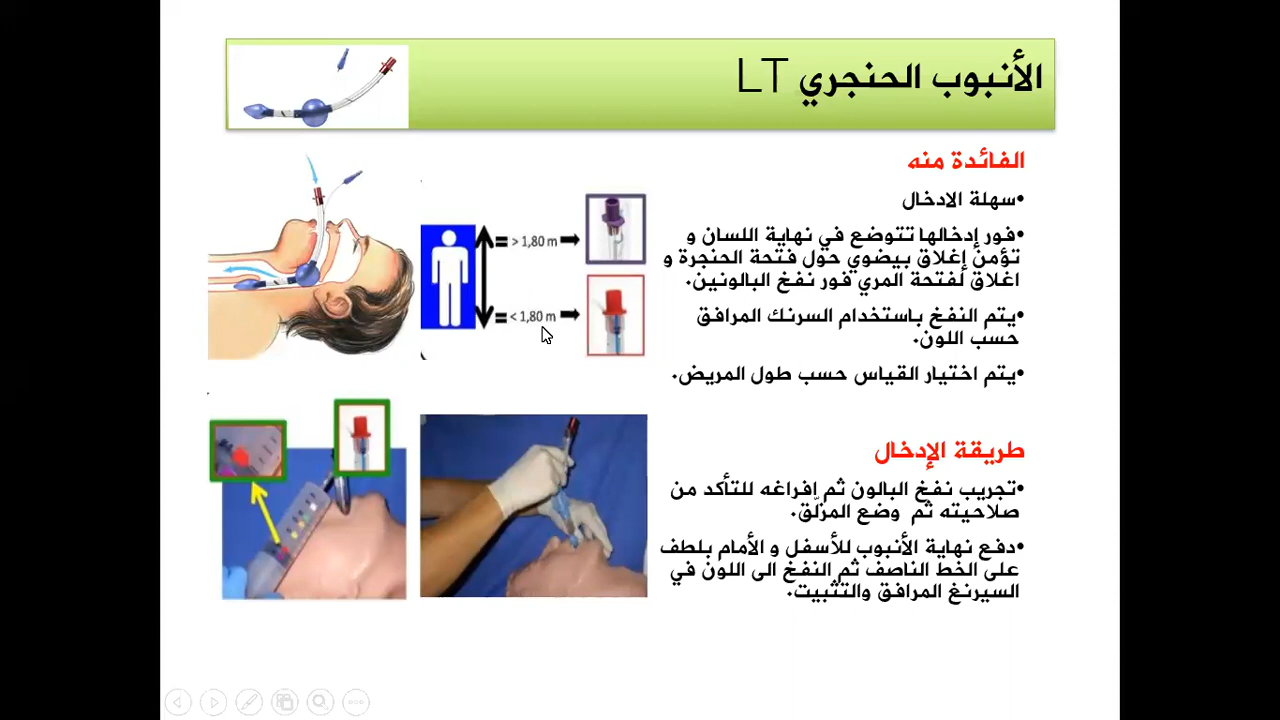 الأنبوب الحنجري LT
الفائدة منه
•سهلة الادخال
•فور إدخالها تتوضع في نهاية اللسان و
تؤمن إغلاق بيضوي حول فتحة الحنجرة و
اغلاق لفتحة المري فور نفخ البالونين.
•يتم النفخ باستخدام السرنك المرافق
حسب اللون.
•يتم اختيار القياس حسب طول المريض.
= > 1,80 m
= < 1,80 m
طريقة الإدخال
•تجريب نفخ البالون ثم إفراغه للتأكد من
صلاحيته ثم وضع المزلّق.
•دفع نهاية الأنبوب للأسفل و الأمام بلطف
على الخط الناصف ثم النفخ الى اللون في
السيرنغ المرافق والتثبيت.